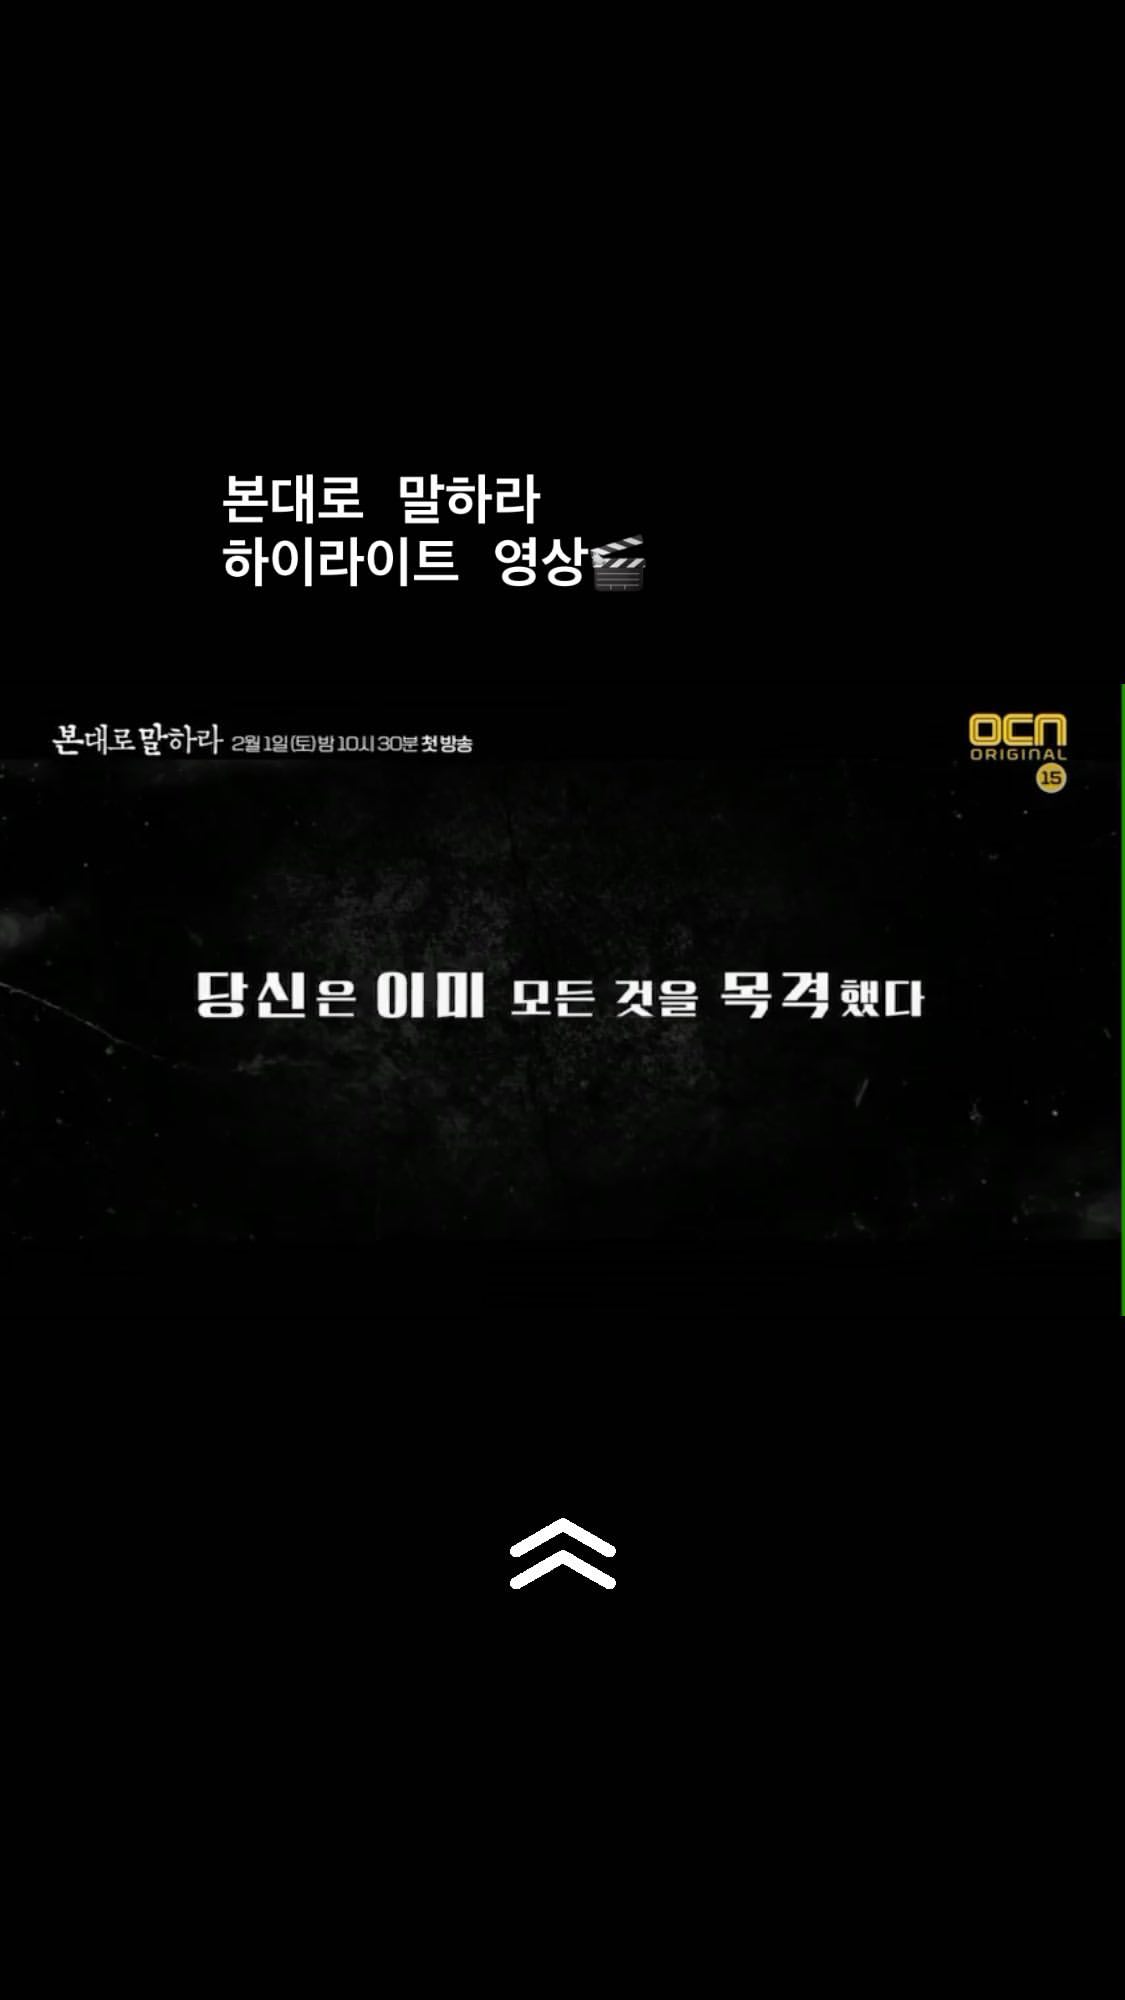 본대로 말하라
하이라이트 영상🎬
본대로 말하라 2월 1일 (토) 밤 10시 30분 첫 방송
OCN
ORIGINAL
15
당신은 이미 모든 것을 목격했다